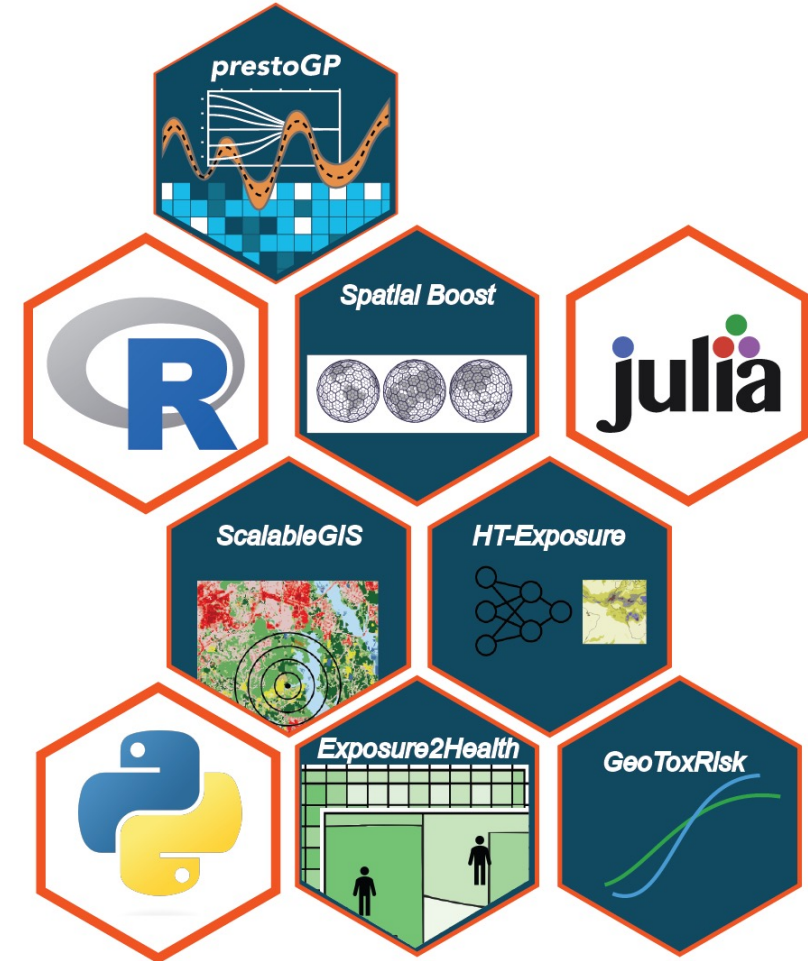 prestoGP
R
Spatial Boost
julia
ScalableGIS
HT-Exposure
Exposure2Health
GeoToxRisk